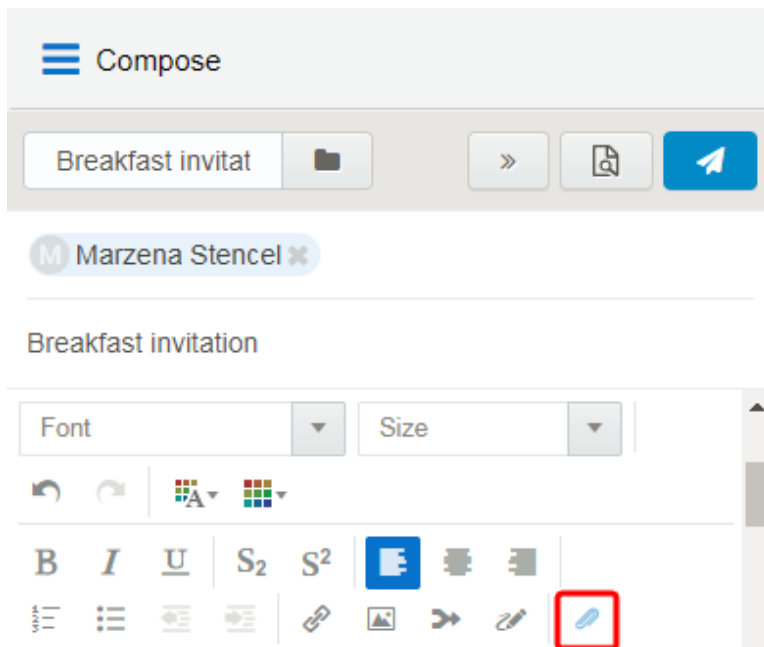 Compose
Breakfast invitat
M Marzena Stencel
Breakfast invitation
Font Size
A
B I U S₂ S²